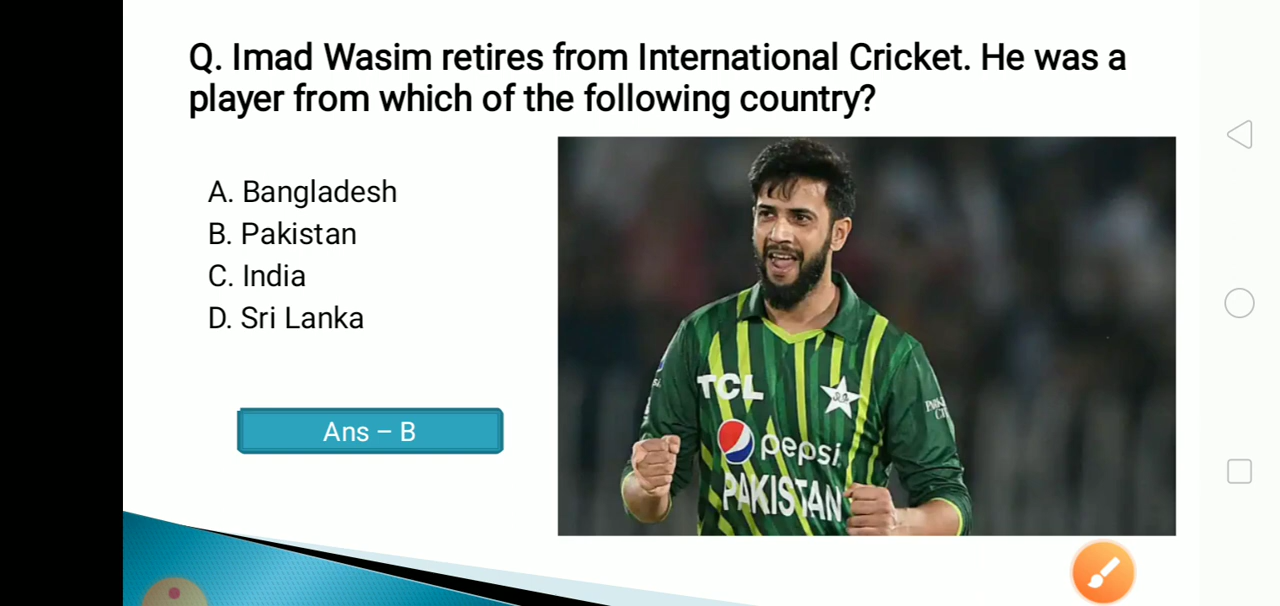 Q. Imad Wasim retires from International Cricket. He was a
player from which of the following country?
A. Bangladesh
B. Pakistan
C. India
D. Sri Lanka
Ans – B
TCL
pepsi
PAKISTAN